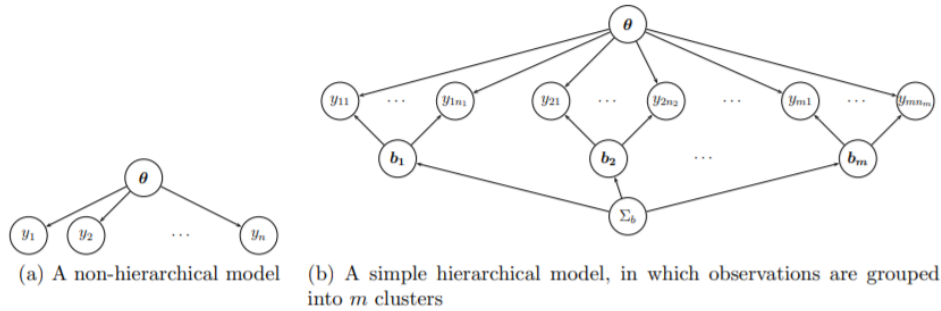 θ
y₁₁ ... y₁ₙ₁ y₂₁ ... y₂ₙ₂ ... yₘ₁ ... yₘₙₘ
b₁ b₂ ... bₘ
θ
Σb
y₁ y₂ ... yₙ
(a) A non-hierarchical model
(b) A simple hierarchical model, in which observations are grouped
into m clusters